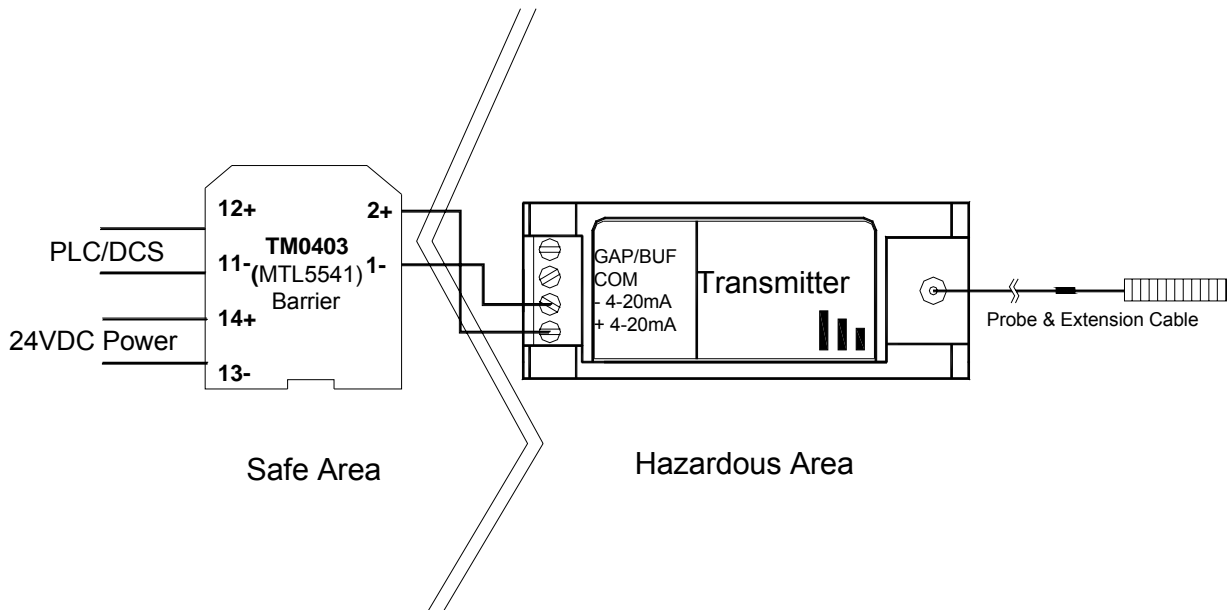 PLC/DCS
24VDC Power
12+
11-
14+
13-
2+
1-
TM0403
(MTL5541)
Barrier
GAP/BUF
COM
- 4-20mA
+ 4-20mA
Transmitter
Probe & Extension Cable
Safe Area
Hazardous Area